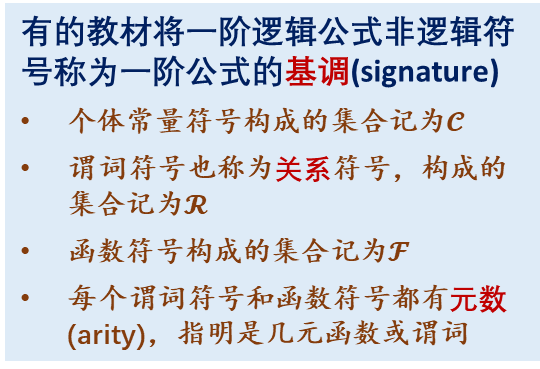 有的教材将一阶逻辑公式非逻辑符
号称为一阶公式的基调(signature)
• 个体常量符号构成的集合记为𝓒
• 谓词符号也称为关系符号，构成的
集合记为𝓡
• 函数符号构成的集合记为𝓕
• 每个谓词符号和函数符号都有元数
(arity)，指明是几元函数或谓词